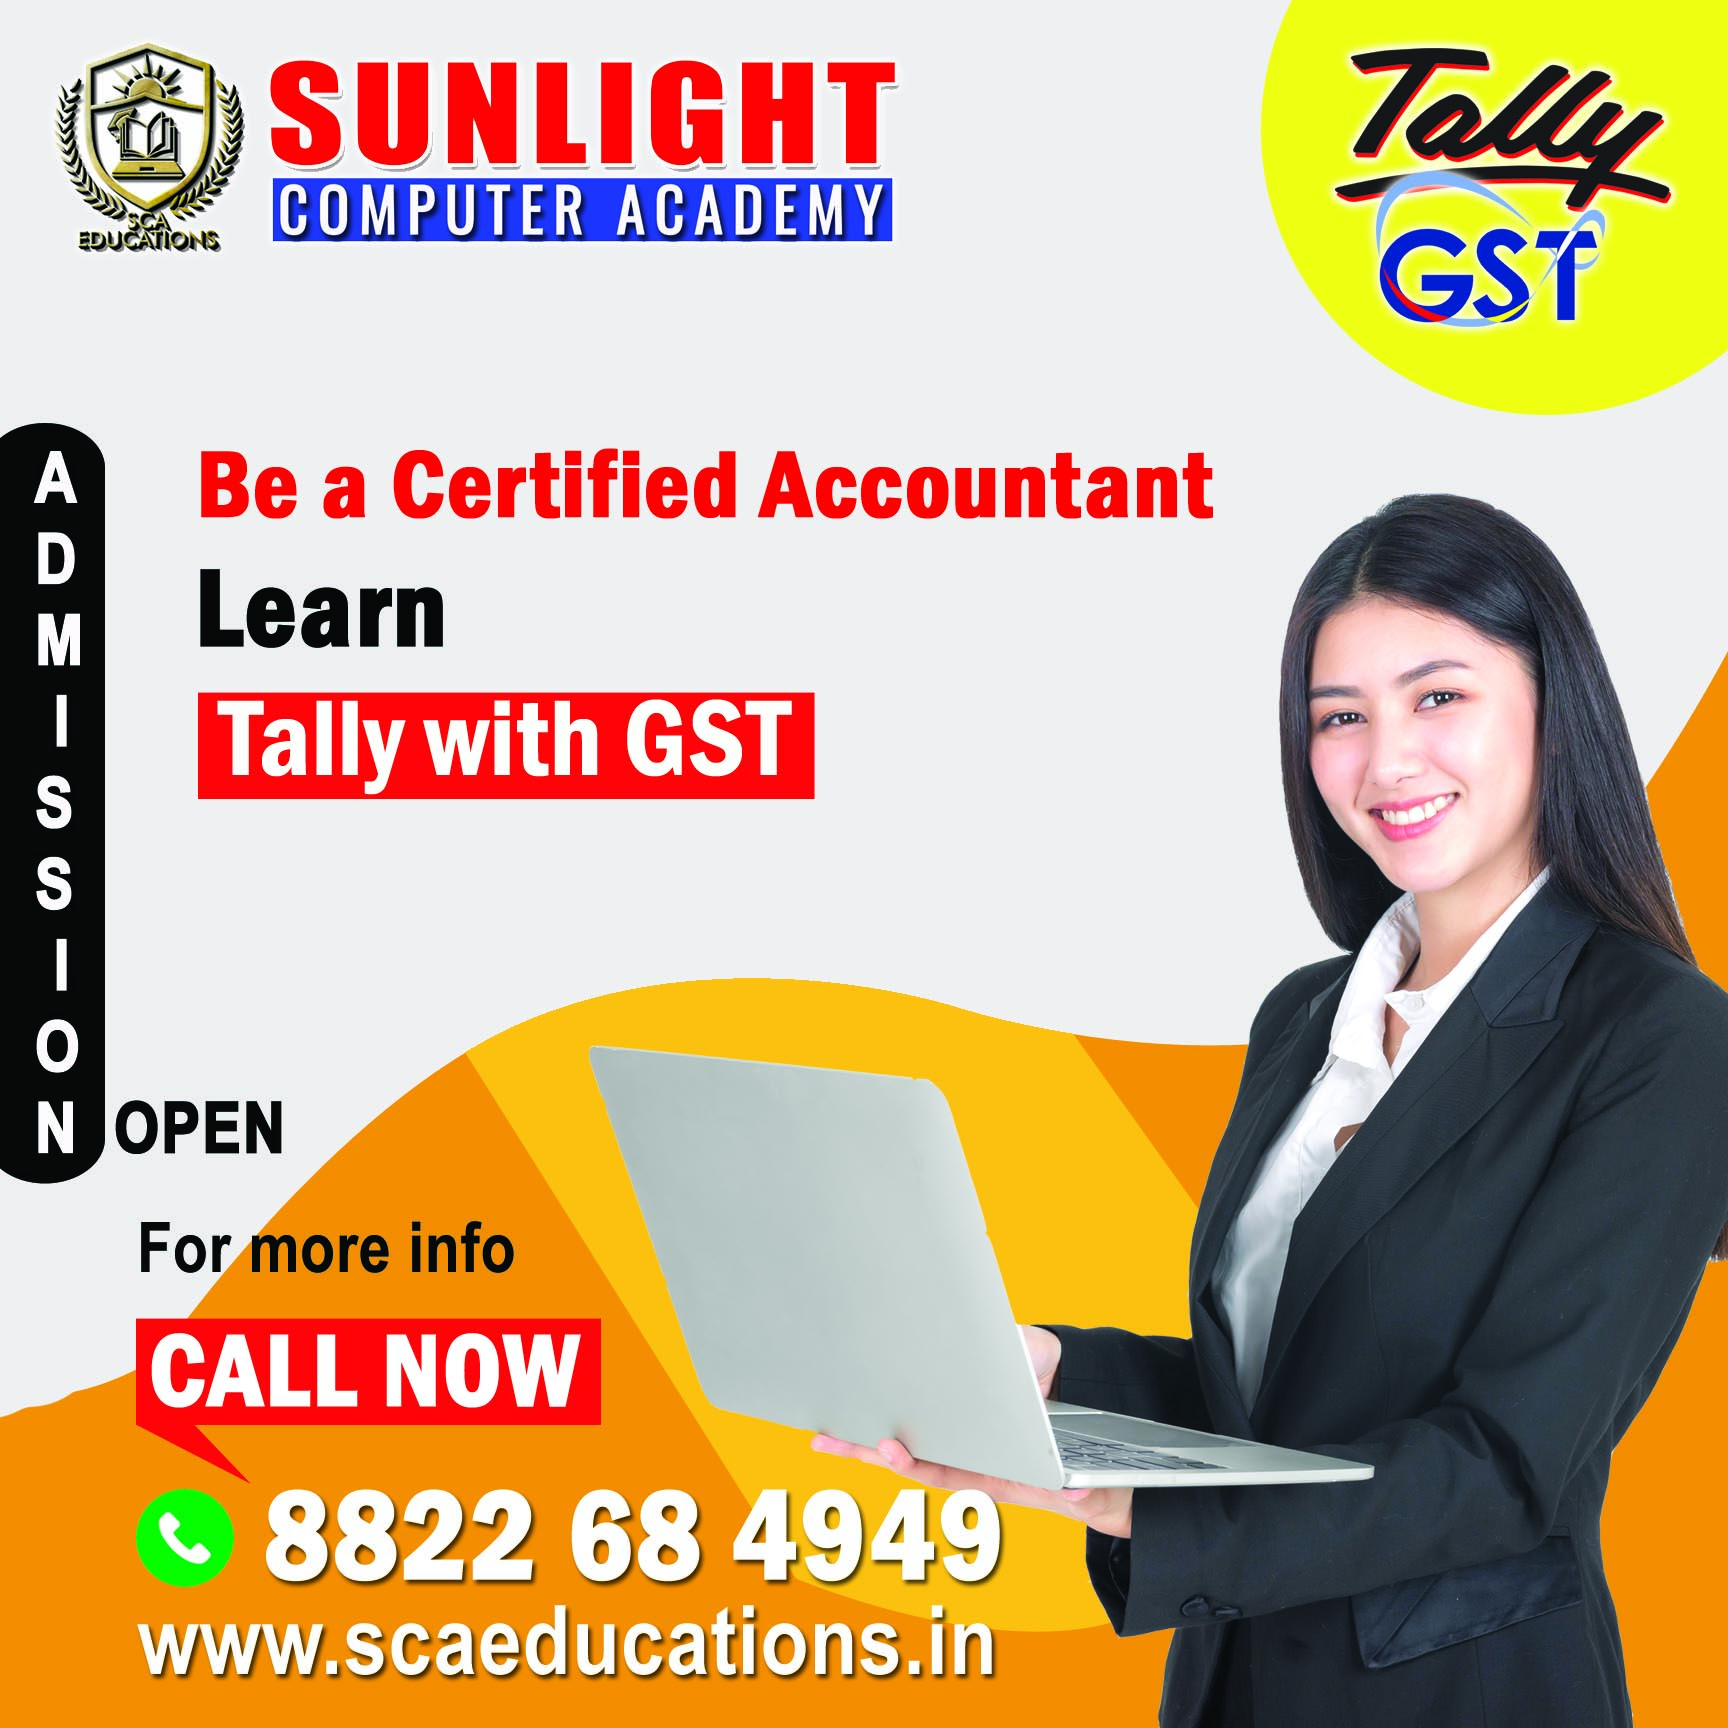 SUNLIGHT
COMPUTER ACADEMY
SCA
EDUCATIONS
Tally
GST
Be a Certified Accountant
Learn
Tally with GST
ADMISSION
OPEN
For more info
CALL NOW
8822 68 4949
www.scaeducations.in